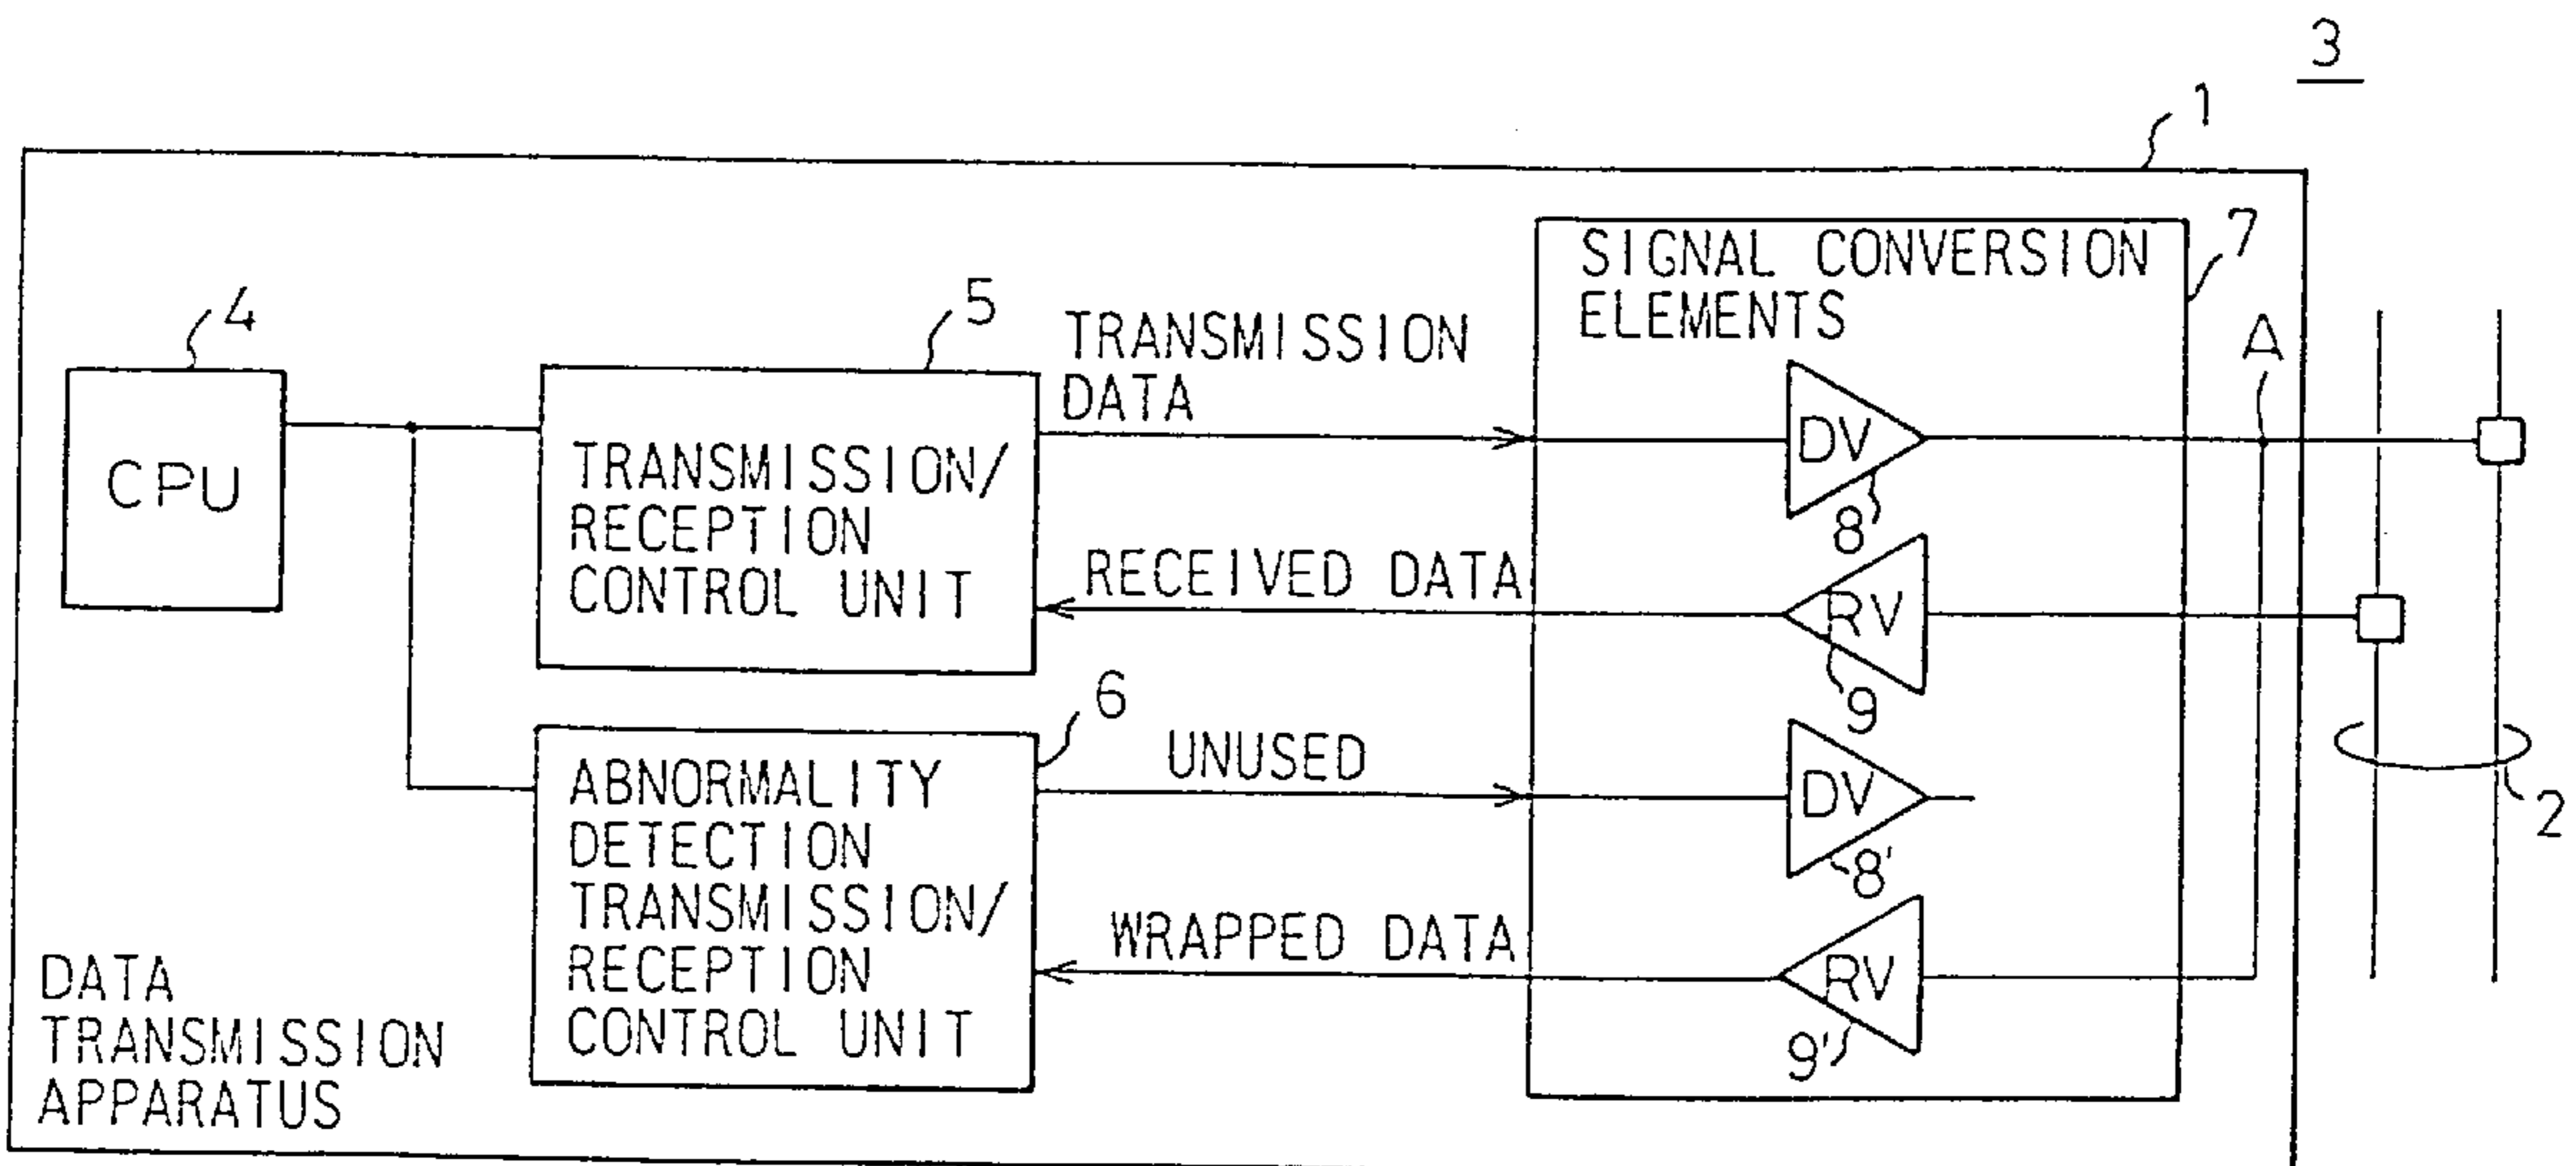 3
1
SIGNAL CONVERSION
ELEMENTS
7
4
5
TRANSMISSION
DATA
A
CPU
TRANSMISSION/
RECEPTION
CONTROL UNIT
DV
8
RECEIVED DATA
RV
9
6
UNUSED
ABNORMALITY
DETECTION
TRANSMISSION/
RECEPTION
CONTROL UNIT
DV
8'
2
WRAPPED DATA
RV
9'
DATA
TRANSMISSION
APPARATUS